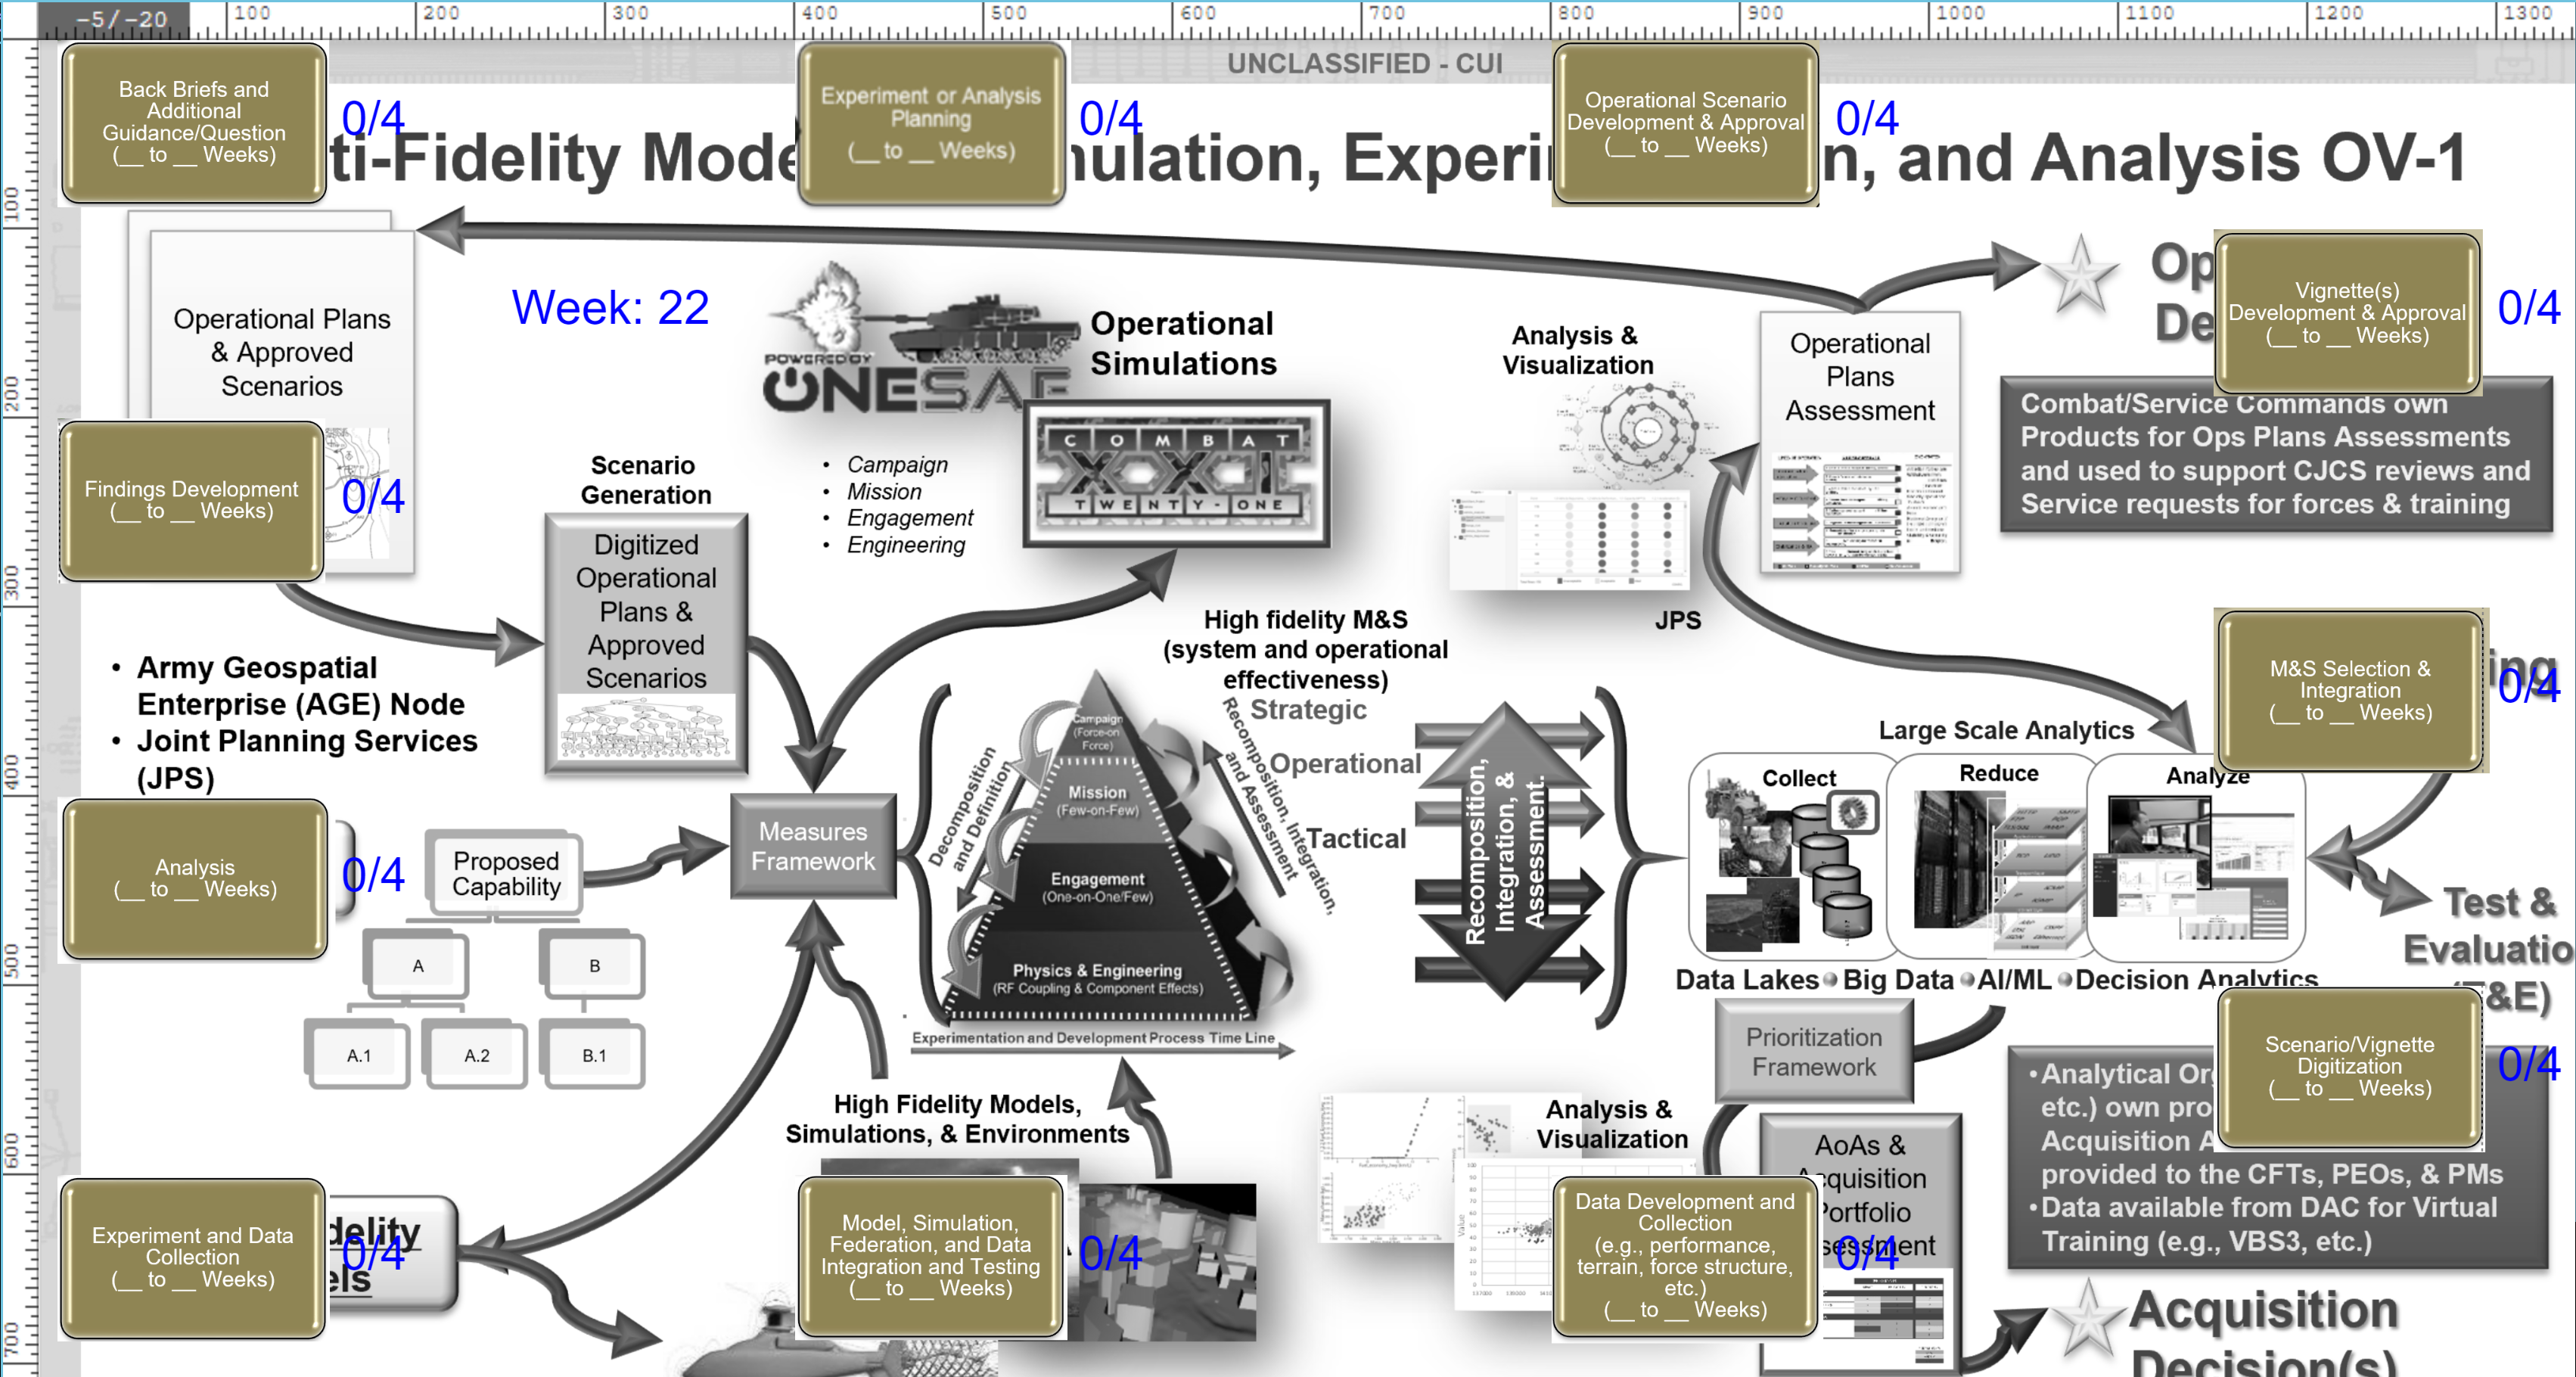 -5/-20
100
200
300
400
500
600
700
800
900
1000
1100
1200
1300
100
200
300
400
500
600
700
UNCLASSIFIED - CUI
Back Briefs and
Additional
Guidance/Question
(__ to __ Weeks)
0/4
Experiment or Analysis
Planning
(__ to __ Weeks)
0/4
Operational Scenario
Development & Approval
(__ to __ Weeks)
0/4
ti-Fidelity Mode
ulation, Experi
n, and Analysis OV-1
Operational Plans
& Approved
Scenarios
Week: 22
POWERED BY
ONESAF
Operational
Simulations
COMBAT
XXI
TWENTY-ONE
• Campaign
• Mission
• Engagement
• Engineering
Analysis &
Visualization
JPS
Operational
Plans
Assessment
Op
De
Vignette(s)
Development & Approval
(__ to __ Weeks)
0/4
Combat/Service Commands own
Products for Ops Plans Assessments
and used to support CJCS reviews and
Service requests for forces & training
Findings Development
(__ to __ Weeks)
0/4
Scenario
Generation
Digitized
Operational
Plans &
Approved
Scenarios
• Army Geospatial
Enterprise (AGE) Node
• Joint Planning Services
(JPS)
High fidelity M&S
(system and operational
effectiveness)
Strategic
Operational
Tactical
M&S Selection &
Integration
(__ to __ Weeks)
0/4
ing
Analysis
(__ to __ Weeks)
0/4
Proposed
Capability
A
B
A.1
A.2
B.1
Measures
Framework
Decomposition
and Definition
Campaign
(Force-on
Force)
Mission
(Few-on-Few)
Engagement
(One-on-One/Few)
Physics & Engineering
(RF Coupling & Component Effects)
Recomposition, Integration,
and Assessment
Experimentation and Development Process Time Line
Recomposition,
Integration, &
Assessment.
Large Scale Analytics
Collect
Reduce
Analyze
Data Lakes Big Data AI/ML Decision Analytics
Test &
Evaluatio
(T&E)
Prioritization
Framework
Scenario/Vignette
Digitization
(__ to __ Weeks)
0/4
• Analytical Or
etc.) own pro
Acquisition A
provided to the CFTs, PEOs, & PMs
• Data available from DAC for Virtual
Training (e.g., VBS3, etc.)
High Fidelity Models,
Simulations, & Environments
Analysis &
Visualization
Value
AoAs &
cquisition
Portfolio
sessment
Experiment and Data
Collection
(__ to __ Weeks)
0/4
delity
els
Model, Simulation,
Federation, and Data
Integration and Testing
(__ to __ Weeks)
0/4
Data Development and
Collection
(e.g., performance,
terrain, force structure,
etc.)
(__ to __ Weeks)
0/4
Acquisition
Decision(s)